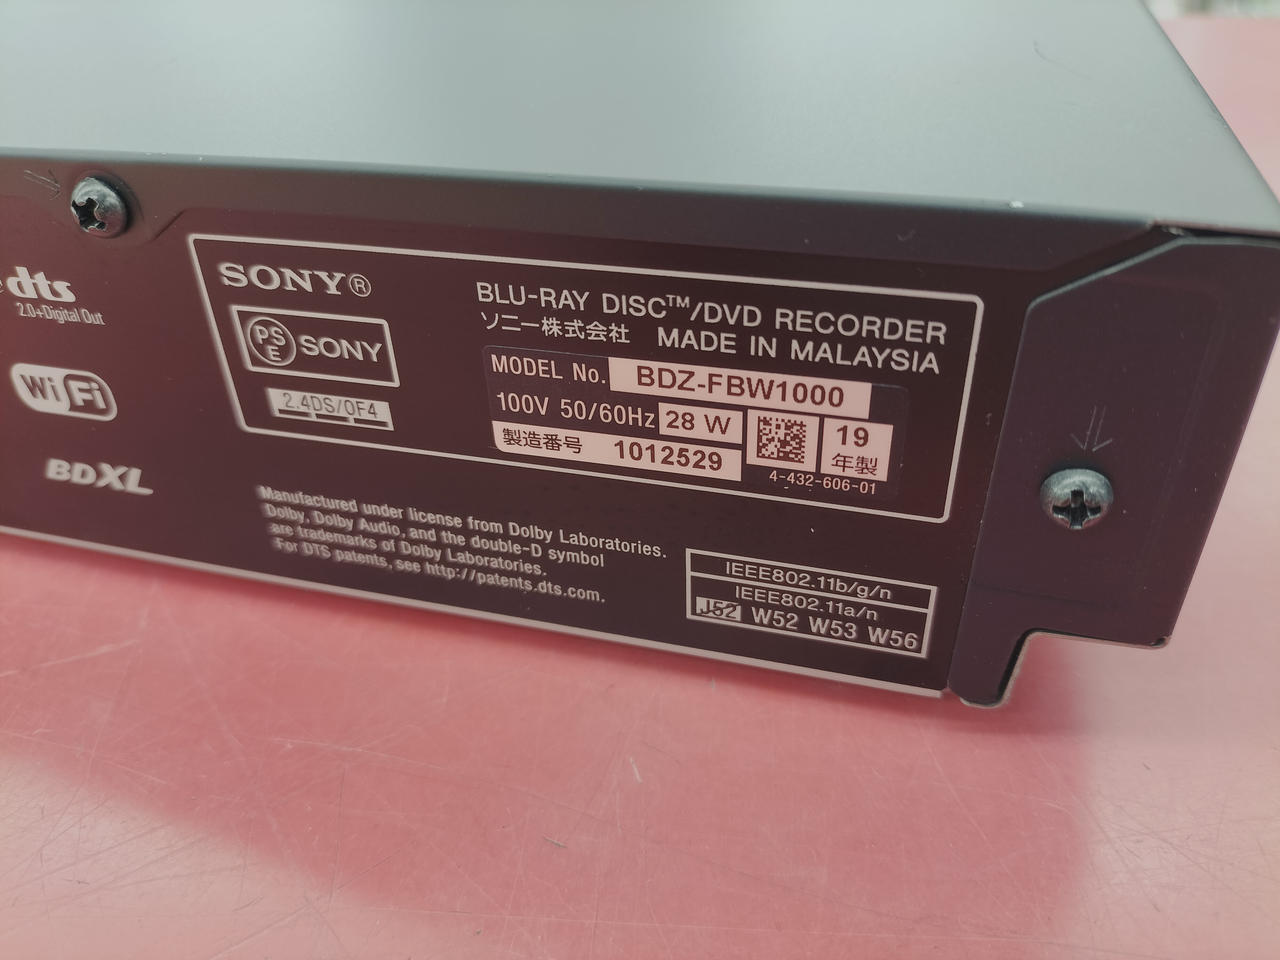 dts
2.0+Digital Out
Wi Fi
BDXL
SONY®
PS
E
SONY
2.4DS/OF4
BLU-RAY DISC™/DVD RECORDER
ソニー株式会社 MADE IN MALAYSIA
MODEL No. BDZ-FBW1000
100V 50/60Hz 28 W
製造番号 1012529
19
年製
4-432-606-01
Manufactured under license from Dolby Laboratories.
Dolby, Dolby Audio, and the double-D symbol
are trademarks of Dolby Laboratories.
For DTS patents, see http://patents.dts.com.
IEEE802.11b/g/n
IEEE802.11a/n
J52 W52 W53 W56